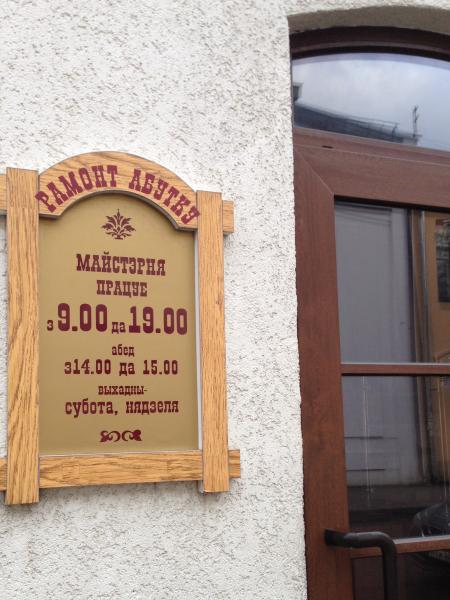 РАМОНТ АБУТКУ
МАЙСТЭРНЯ
ПРАЦУЕ
з 9.00 да 19.00
абед
з14.00 да 15.00
выхадны-
субота, нядзеля